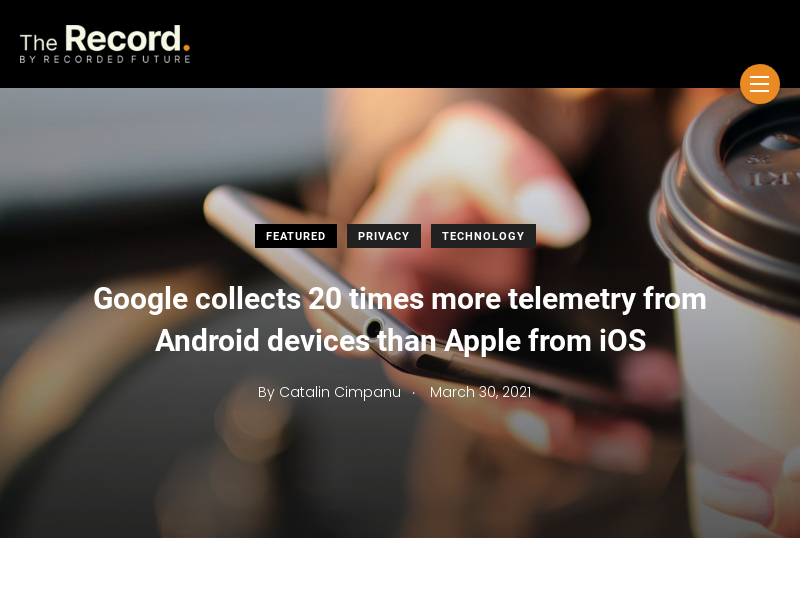 The Record.
BY RECORDED FUTURE
FEATURED PRIVACY TECHNOLOGY
Google collects 20 times more telemetry from
Android devices than Apple from iOS
By Catalin Cimpanu · March 30, 2021